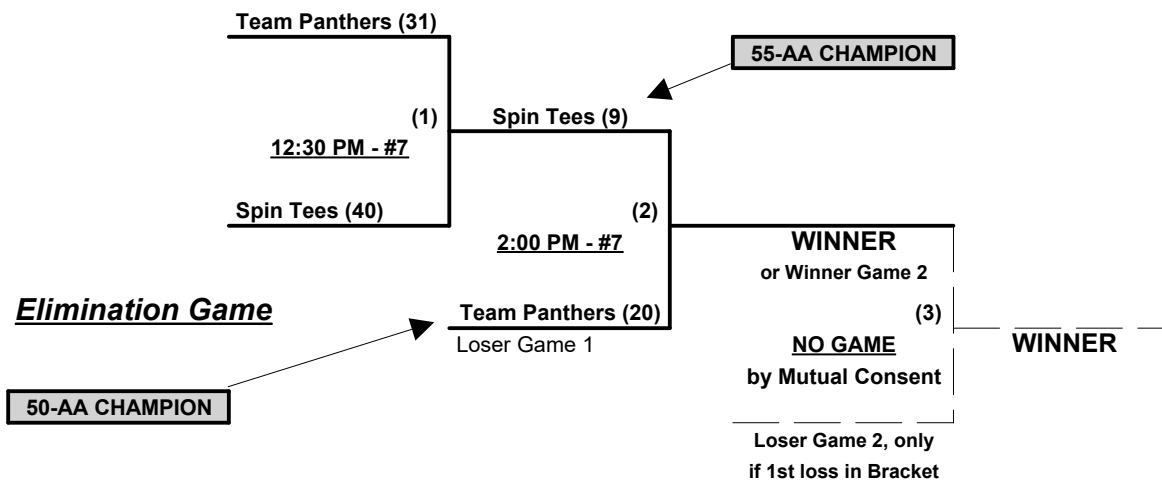 Team Panthers (31)
55-AA CHAMPION
(1)
Spin Tees (9)
12:30 PM - #7
Spin Tees (40)
(2)
2:00 PM - #7
WINNER
or Winner Game 2
Elimination Game
Team Panthers (20)
(3)
Loser Game 1
NO GAME
WINNER
by Mutual Consent
50-AA CHAMPION
Loser Game 2, only
if 1st loss in Bracket